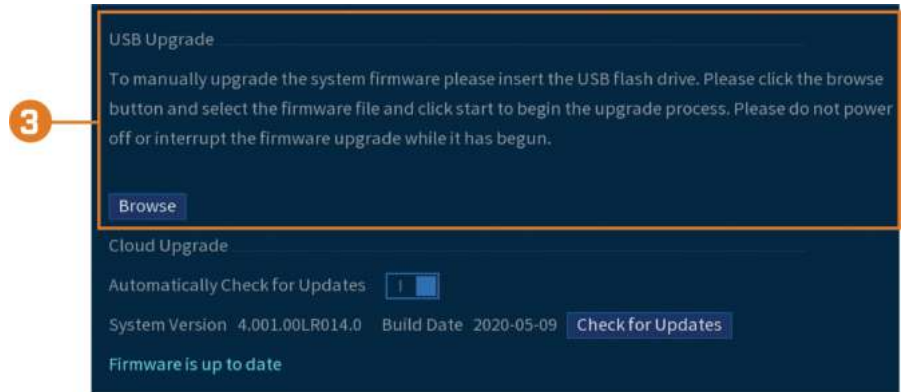 USB Upgrade
To manually upgrade the system firmware please insert the USB flash drive. Please click the browse
button and select the firmware file and click start to begin the upgrade process. Please do not power
off or interrupt the firmware upgrade while it has begun.
3
Browse
Cloud Upgrade
Automatically Check for Updates
System Version 4.001.00LR014.0 Build Date 2020-05-09 Check for Updates
Firmware is up to date